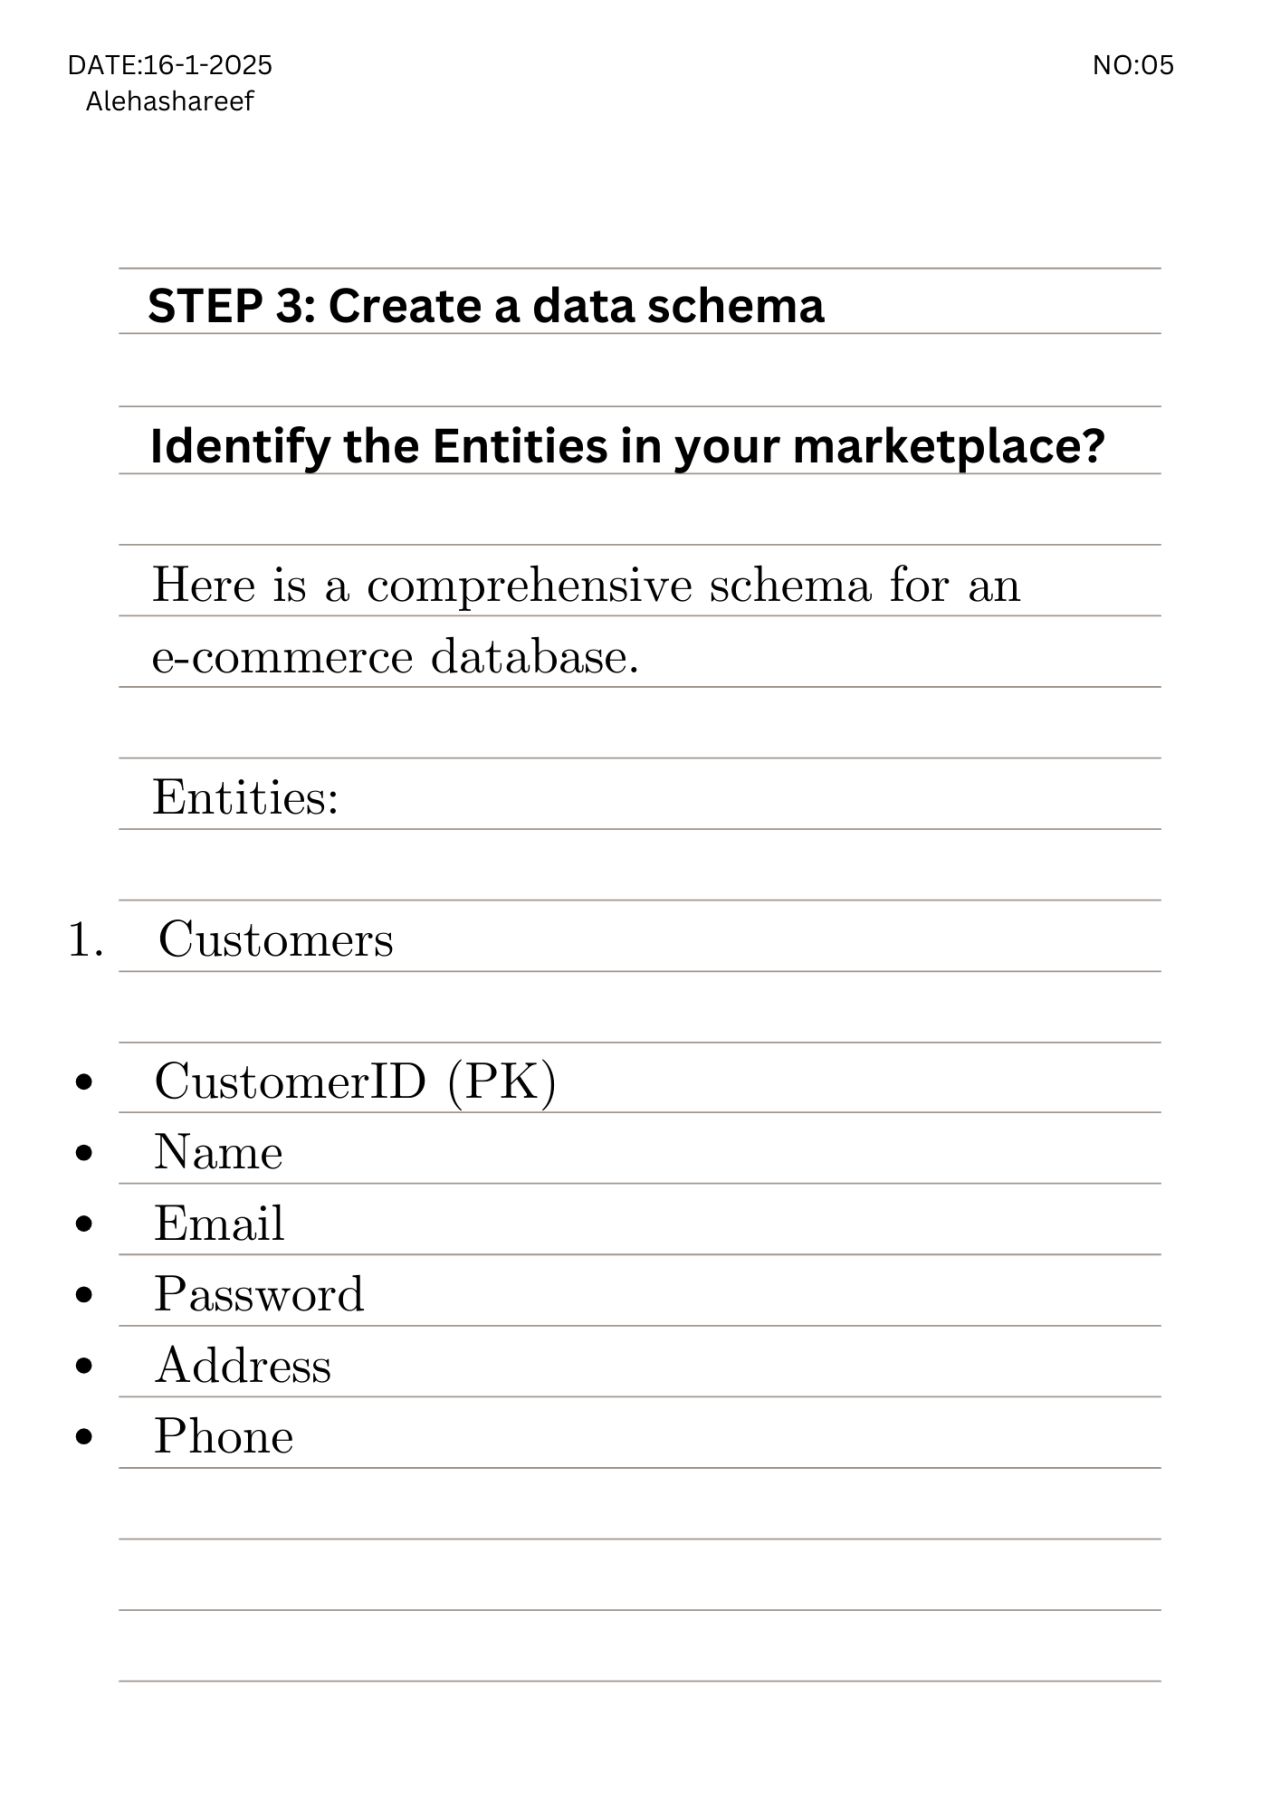 DATE:16-1-2025
NO:05
Alehashareef
STEP 3: Create a data schema
Identify the Entities in your marketplace?
Here is a comprehensive schema for an
e-commerce database.
Entities:
1. Customers
• CustomerID (PK)
• Name
• Email
• Password
• Address
• Phone